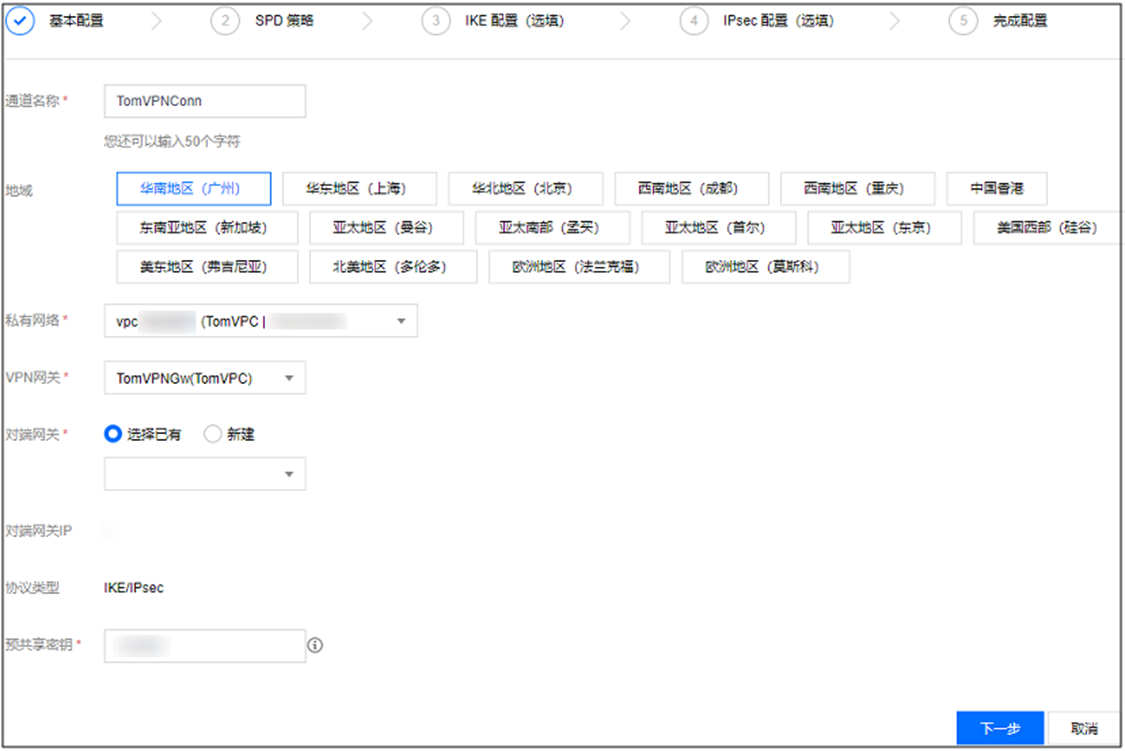 基本配置 2 SPD 策略 3 IKE 配置（选填） 4 IPsec 配置（选填） 5 完成配置
通道名称* TomVPNConn
您还可以输入50个字符
地域 华南地区（广州） 华东地区（上海） 华北地区（北京） 西南地区（成都） 西南地区（重庆） 中国香港
东南亚地区（新加坡） 亚太地区（曼谷） 亚太南部（孟买） 亚太地区（首尔） 亚太地区（东京） 美国西部（硅谷）
美东地区（弗吉尼亚） 北美地区（多伦多） 欧洲地区（法兰克福） 欧洲地区（莫斯科）
私有网络* vpc (TomVPC |
VPN网关* TomVPNGw(TomVPC)
对端网关* 选择已有 新建
对端网关IP
协议类型 IKE/IPsec
预共享密钥*
下一步 取消